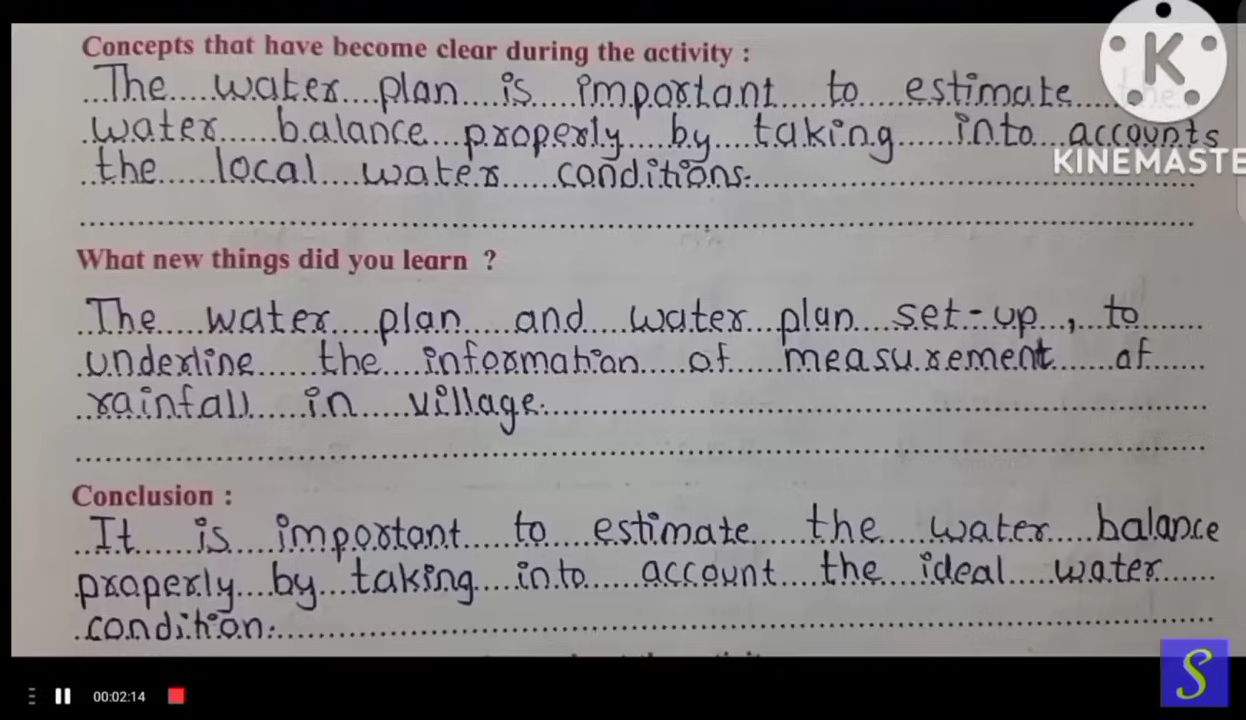 Concepts that have become clear during the activity :
The water plan is important to estimate the
water balance properly by taking into accounts
the local water conditions.
KINEMASTE
What new things did you learn ?
The water plan and water plan set-up, to
underline the information of measurement of
rainfall in village.
Conclusion :
It is important to estimate the water balance
properly by taking into account the ideal water
condition.
S
00:02:14